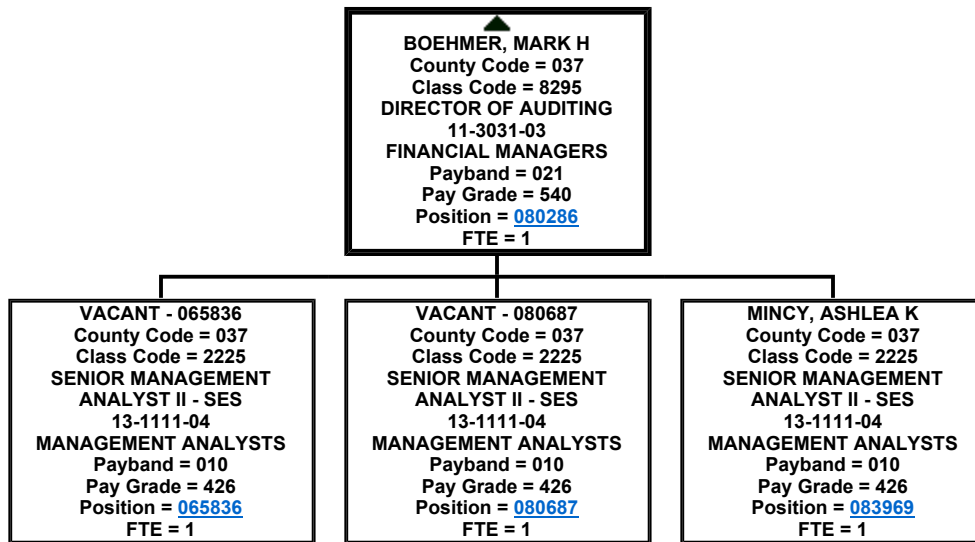 BOEHMER, MARK H
County Code = 037
Class Code = 8295
DIRECTOR OF AUDITING
11-3031-03
FINANCIAL MANAGERS
Payband = 021
Pay Grade = 540
Position = 080286
FTE = 1
VACANT - 065836
County Code = 037
Class Code = 2225
SENIOR MANAGEMENT
ANALYST II - SES
13-1111-04
MANAGEMENT ANALYSTS
Payband = 010
Pay Grade = 426
Position = 065836
FTE = 1
VACANT - 080687
County Code = 037
Class Code = 2225
SENIOR MANAGEMENT
ANALYST II - SES
13-1111-04
MANAGEMENT ANALYSTS
Payband = 010
Pay Grade = 426
Position = 080687
FTE = 1
MINCY, ASHLEA K
County Code = 037
Class Code = 2225
SENIOR MANAGEMENT
ANALYST II - SES
13-1111-04
MANAGEMENT ANALYSTS
Payband = 010
Pay Grade = 426
Position = 083969
FTE = 1